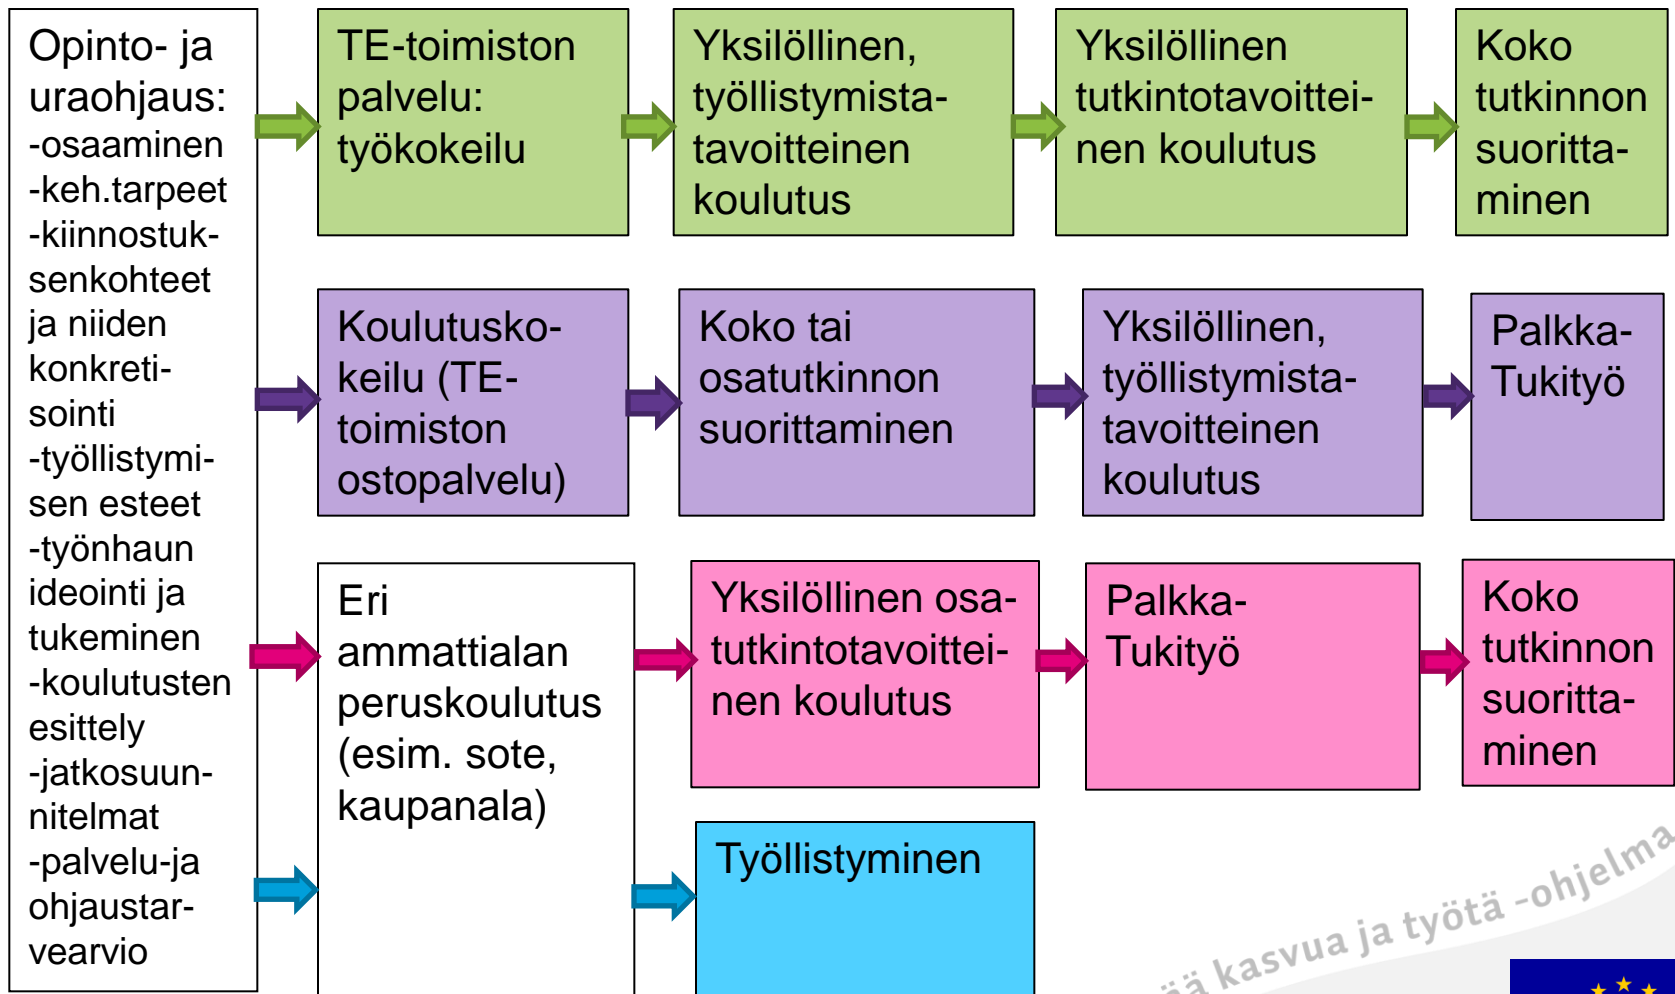 Opinto- ja
uraohjaus:
-osaaminen
-keh.tarpeet
-kiinnostuk-
senkohteet
ja niiden
konkreti-
sointi
-työllistymi-
sen esteet
-työnhaun
ideointi ja
tukeminen
-koulutusten
esittely
-jatkosuun-
nitelmat
-palvelu-ja
ohjaustar-
vearvio
TE-toimiston
palvelu:
työkokeilu
Yksilöllinen,
työllistymista-
tavoitteinen
koulutus
Yksilöllinen
tutkintotavoittei-
nen koulutus
Koko
tutkinnon
suoritta-
minen
Koulutusko-
keilu (TE-
toimiston
ostopalvelu)
Koko tai
osatutkinnon
suorittaminen
Yksilöllinen,
työllistymista-
tavoitteinen
koulutus
Palkka-
Tukityö
Eri
ammattialan
peruskoulutus
(esim. sote,
kaupanala)
Yksilöllinen osa-
tutkintotavoittei-
nen koulutus
Palkka-
Tukityö
Koko
tutkinnon
suoritta-
minen
Työllistyminen
kasvua ja työtä -ohjelma